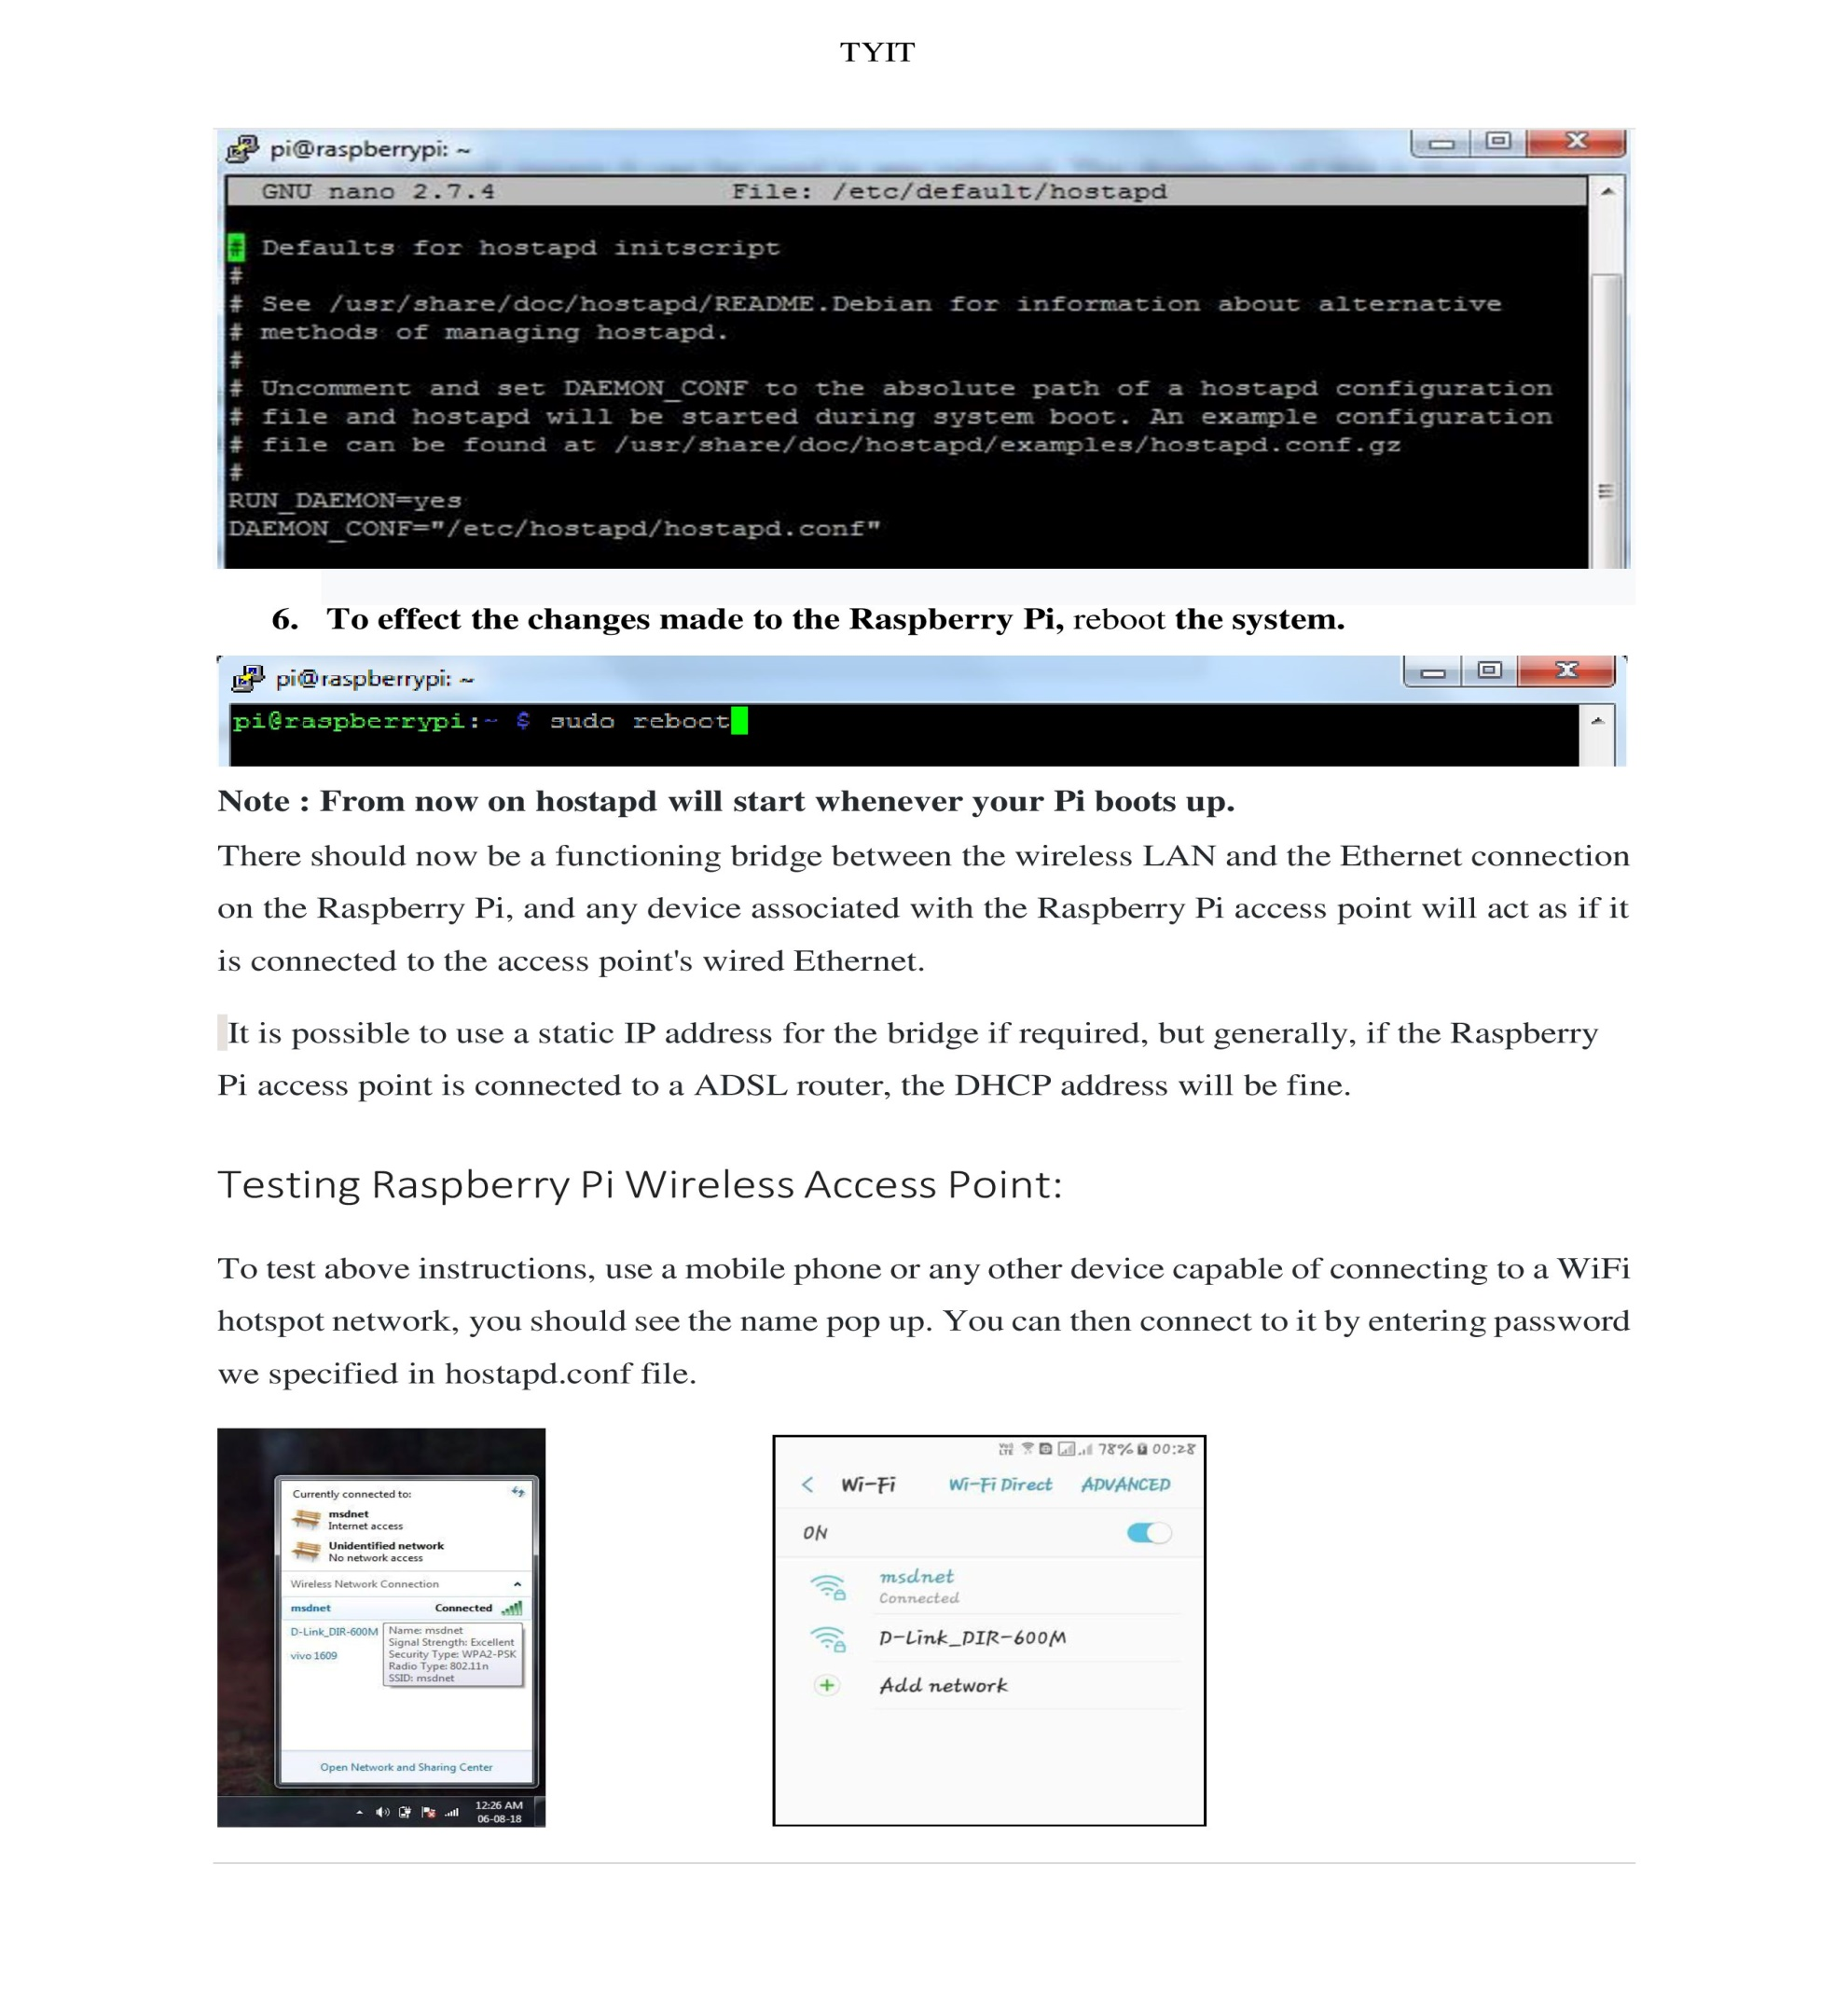 TYIT
pi@raspberrypi: ~
GNU nano 2.7.4 File: /etc/default/hostapd
# Defaults for hostapd initscript
#
# See /usr/share/doc/hostapd/README.Debian for information about alternative
# methods of managing hostapd.
#
# Uncomment and set DAEMON_CONF to the absolute path of a hostapd configuration
# file and hostapd will be started during system boot. An example configuration
# file can be found at /usr/share/doc/hostapd/examples/hostapd.conf.gz
#
RUN_DAEMON=yes
DAEMON_CONF="/etc/hostapd/hostapd.conf"
6. To effect the changes made to the Raspberry Pi, reboot the system.
pi@raspberrypi: ~
pi@raspberrypi:~ $ sudo reboot
Note : From now on hostapd will start whenever your Pi boots up.
There should now be a functioning bridge between the wireless LAN and the Ethernet connection
on the Raspberry Pi, and any device associated with the Raspberry Pi access point will act as if it
is connected to the access point's wired Ethernet.
It is possible to use a static IP address for the bridge if required, but generally, if the Raspberry
Pi access point is connected to a ADSL router, the DHCP address will be fine.
Testing Raspberry Pi Wireless Access Point:
To test above instructions, use a mobile phone or any other device capable of connecting to a WiFi
hotspot network, you should see the name pop up. You can then connect to it by entering password
we specified in hostapd.conf file.
Currently connected to:
msdnet
Internet access
Unidentified network
No network access
Wireless Network Connection
msdnet Connected
D-Link_DIR-600M
vivo 1609
Name: msdnet
Signal Strength: Excellent
Security Type: WPA2-PSK
Radio Type: 802.11n
SSID: msdnet
Open Network and Sharing Center
12:26 AM
06-08-18
VoLTE 78% 00:28
< Wi-Fi Wi-Fi Direct ADVANCED
ON
msdnet
Connected
D-Link_DIR-600M
Add network